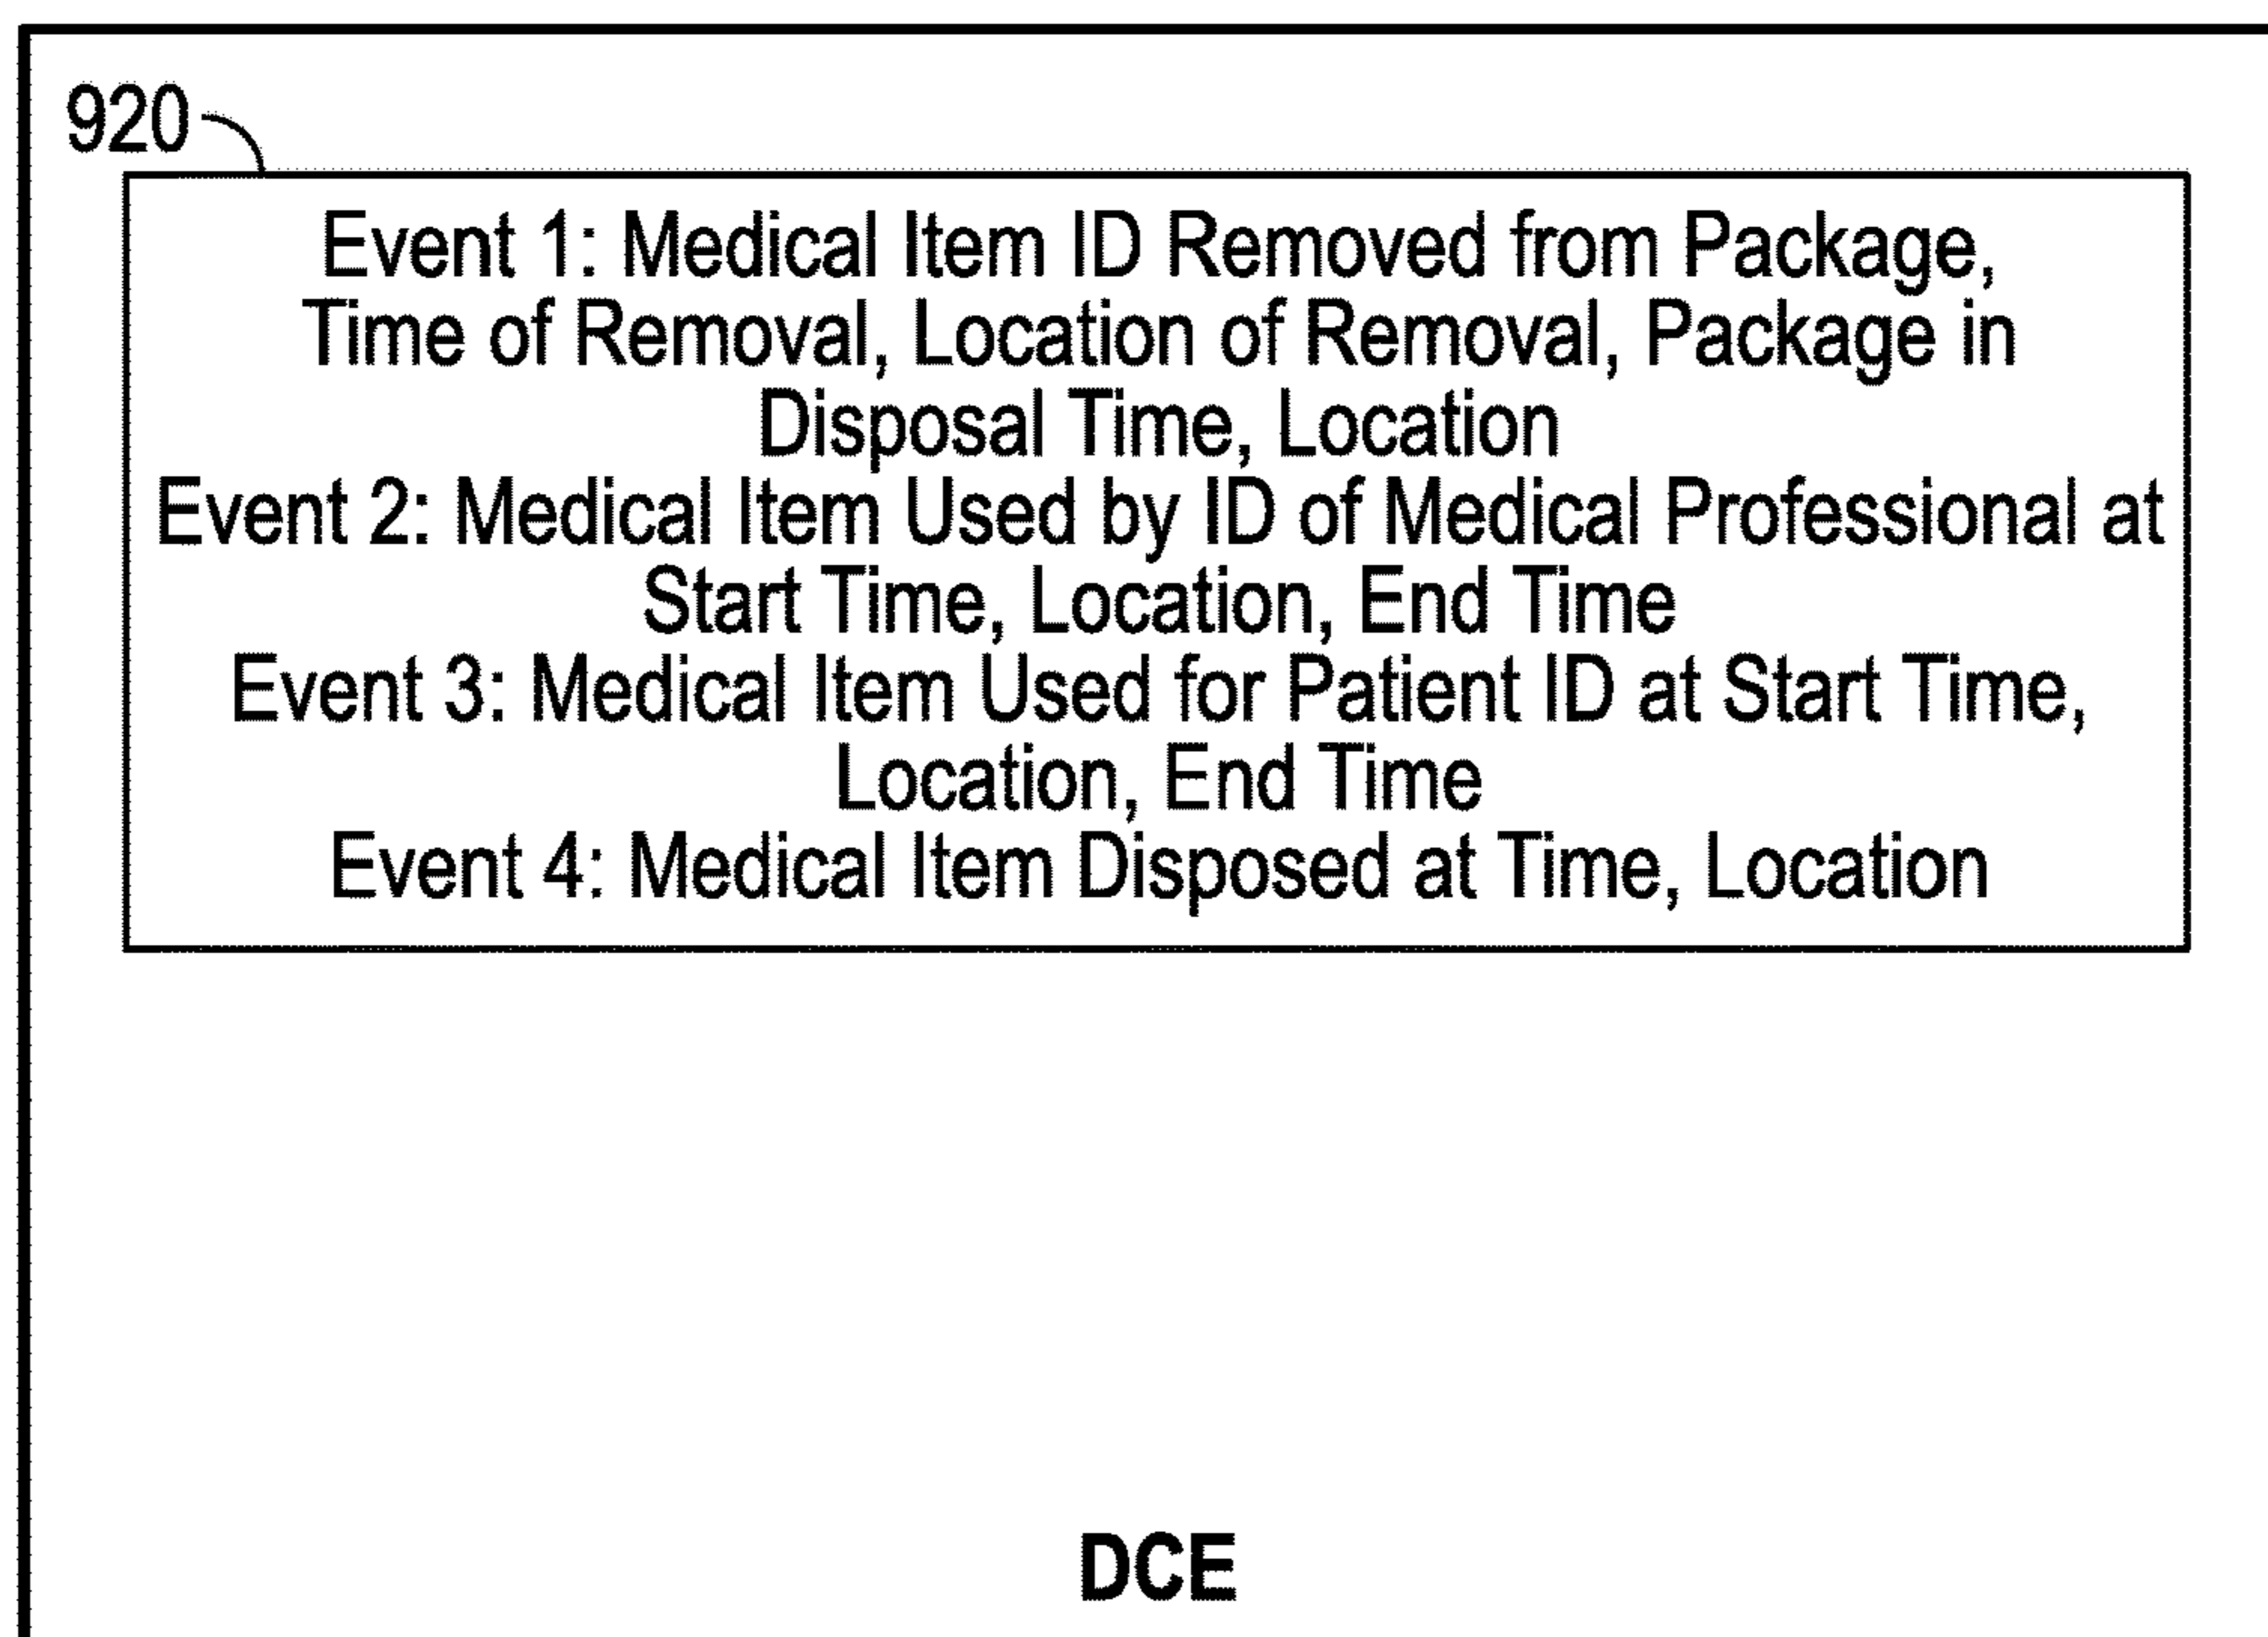 920
Event 1: Medical Item ID Removed from Package,
Time of Removal, Location of Removal, Package in
Disposal Time, Location
Event 2: Medical Item Used by ID of Medical Professional at
Start Time, Location, End Time
Event 3: Medical Item Used for Patient ID at Start Time,
Location, End Time
Event 4: Medical Item Disposed at Time, Location
DCE